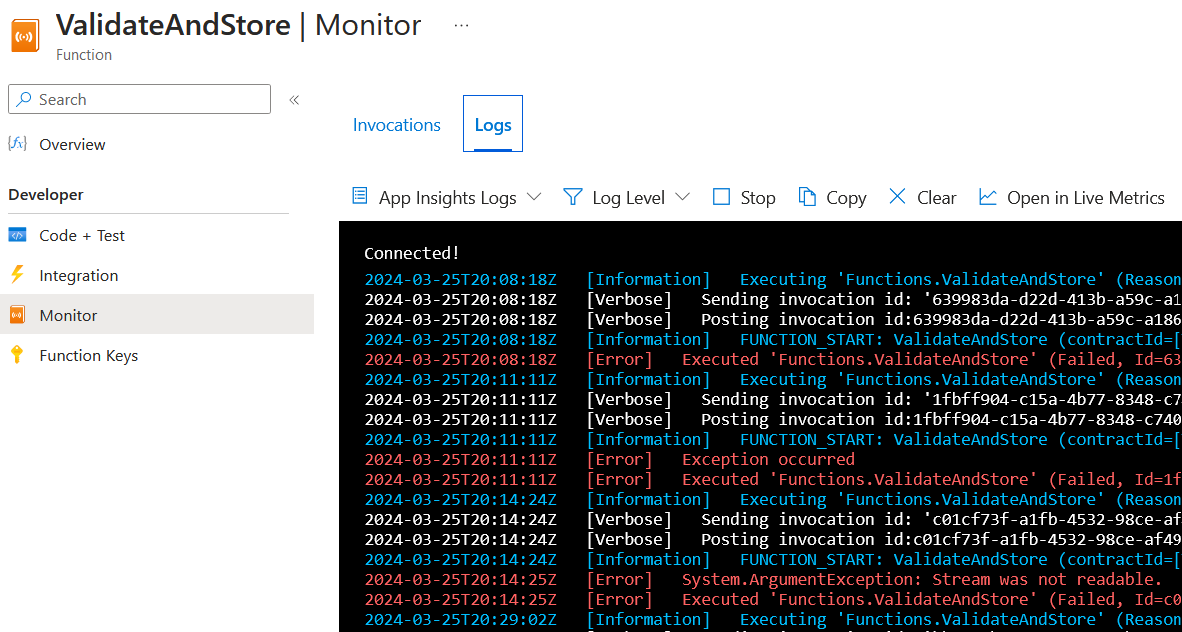 ValidateAndStore | Monitor ...
Function
Search
Overview
Developer
Code + Test
Integration
Monitor
Function Keys
Invocations
Logs
App Insights Logs
Log Level
Stop
Copy
Clear
Open in Live Metrics
Connected!
2024-03-25T20:08:18Z [Information] Executing 'Functions.ValidateAndStore' (Reason
2024-03-25T20:08:18Z [Verbose] Sending invocation id: '639983da-d22d-413b-a59c-a1
2024-03-25T20:08:18Z [Verbose] Posting invocation id:639983da-d22d-413b-a59c-a186
2024-03-25T20:08:18Z [Information] FUNCTION_START: ValidateAndStore (contractId=[
2024-03-25T20:08:18Z [Error] Executed 'Functions.ValidateAndStore' (Failed, Id=63
2024-03-25T20:11:11Z [Information] Executing 'Functions.ValidateAndStore' (Reason
2024-03-25T20:11:11Z [Verbose] Sending invocation id: '1fbff904-c15a-4b77-8348-c7
2024-03-25T20:11:11Z [Verbose] Posting invocation id:1fbff904-c15a-4b77-8348-c740
2024-03-25T20:11:11Z [Information] FUNCTION_START: ValidateAndStore (contractId=[
2024-03-25T20:11:11Z [Error] Exception occurred
2024-03-25T20:11:11Z [Error] Executed 'Functions.ValidateAndStore' (Failed, Id=1f
2024-03-25T20:14:24Z [Information] Executing 'Functions.ValidateAndStore' (Reason
2024-03-25T20:14:24Z [Verbose] Sending invocation id: 'c01cf73f-a1fb-4532-98ce-af
2024-03-25T20:14:24Z [Verbose] Posting invocation id:c01cf73f-a1fb-4532-98ce-af49
2024-03-25T20:14:24Z [Information] FUNCTION_START: ValidateAndStore (contractId=[
2024-03-25T20:14:25Z [Error] System.ArgumentException: Stream was not readable.
2024-03-25T20:14:25Z [Error] Executed 'Functions.ValidateAndStore' (Failed, Id=c0
2024-03-25T20:29:02Z [Information] Executing 'Functions.ValidateAndStore' (Reason